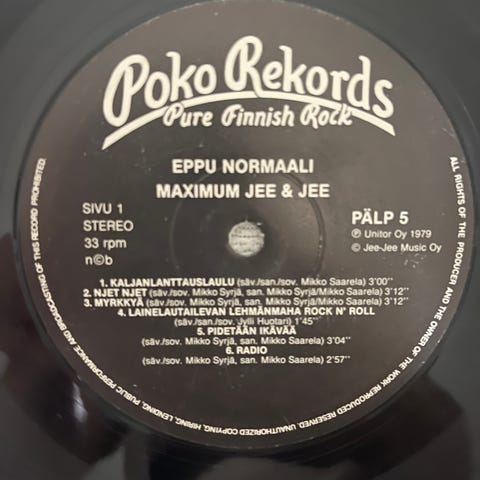 Poko Rekords
Pure Finnish Rock
EPPU NORMAALI
MAXIMUM JEE & JEE
SIVU 1
STEREO
33 rpm
n©b
PÄLP 5
Ⓟ Unitor Oy 1979
© Jee-Jee Music Oy
1. KALJANLANTTAUSLAULU (säv./san./sov. Mikko Saarela) 3'00''
2. NJET NJET (säv./sov. Mikko Syrjä, san. Mikko Syrjä/Mikko Saarela) 3'12''
3. MYRKKYÄ (säv./sov. Mikko Syrjä, san. Mikko Syrjä/Mikko Saarela) 3'12''
4. LAINELAUTAILEVAN LEHMÄNMAHA ROCK N' ROLL
(säv./san./sov. Jylli Huotari) 1'45''
5. PIDETÄÄN IKÄVÄÄ
(säv./sov. Mikko Syrjä, san. Mikko Saarela) 3'04''
6. RADIO
(säv./sov. Mikko Syrjä, san. Mikko Saarela) 2'57''
ALL RIGHTS OF THE PRODUCER AND THE OWNER OF THE WORK REPRODUCED RESERVED. UNAUTHORIZED COPYING, HIRING, LENDING, PUBLIC PERFORMANCE AND BROADCASTING OF THIS RECORD PROHIBITED.